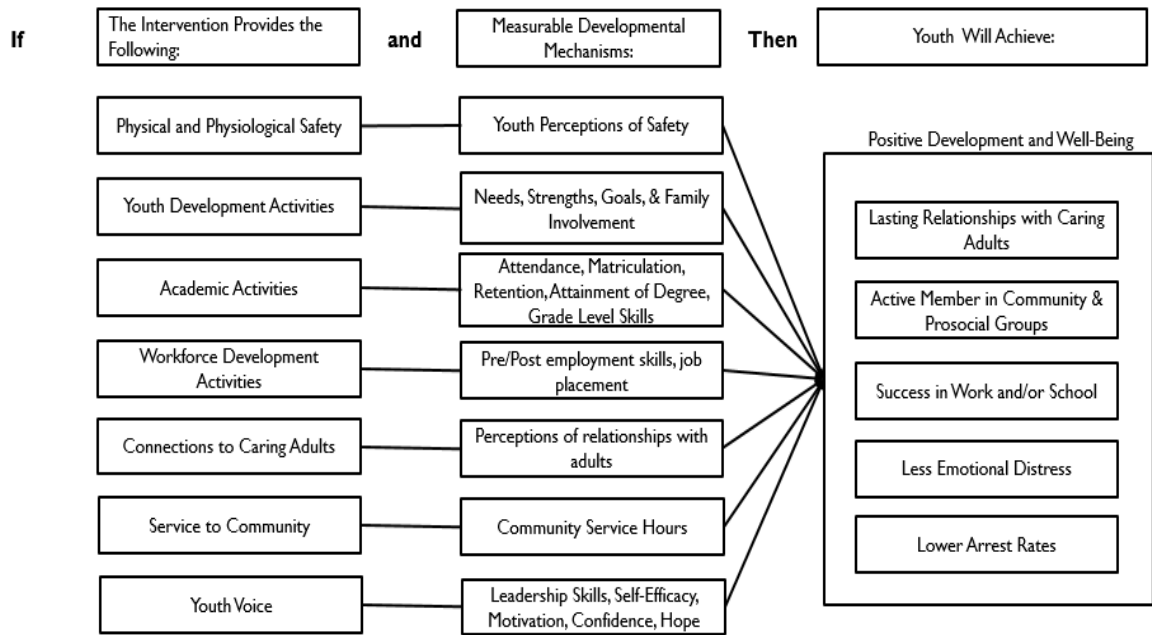 If
The Intervention Provides the
Following:
and
Measurable Developmental
Mechanisms:
Then
Youth Will Achieve:
Physical and Physiological Safety
Youth Perceptions of Safety
Positive Development and Well-Being
Youth Development Activities
Needs, Strengths, Goals, & Family
Involvement
Lasting Relationships with Caring
Adults
Academic Activities
Attendance, Matriculation,
Retention, Attainment of Degree,
Grade Level Skills
Active Member in Community &
Prosocial Groups
Workforce Development
Activities
Pre/Post employment skills, job
placement
Success in Work and/or School
Connections to Caring Adults
Perceptions of relationships with
adults
Less Emotional Distress
Service to Community
Community Service Hours
Lower Arrest Rates
Youth Voice
Leadership Skills, Self-Efficacy,
Motivation, Confidence, Hope